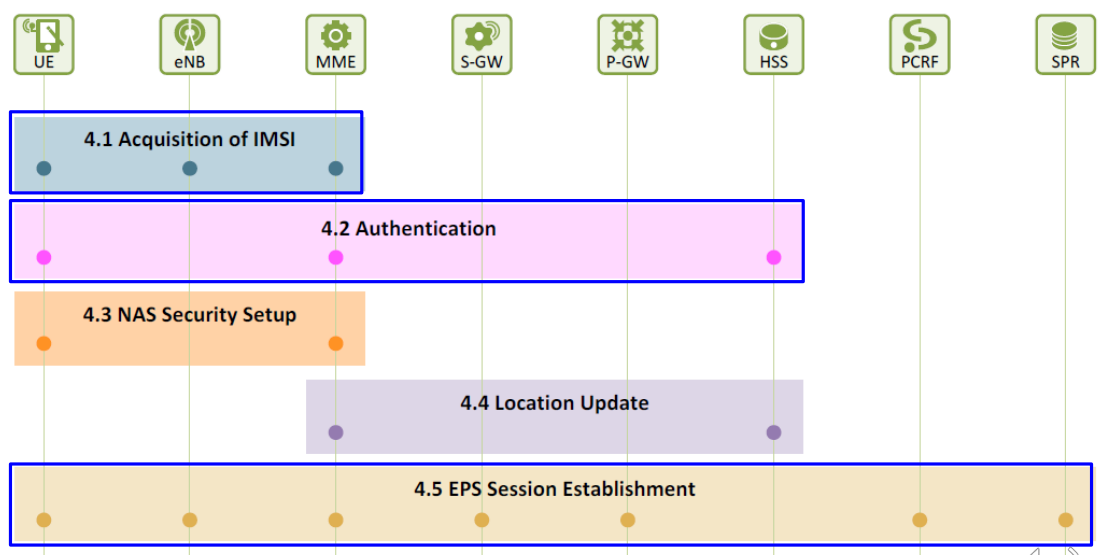 UE
eNB
MME
S-GW
P-GW
HSS
PCRF
SPR
4.1 Acquisition of IMSI
4.2 Authentication
4.3 NAS Security Setup
4.4 Location Update
4.5 EPS Session Establishment